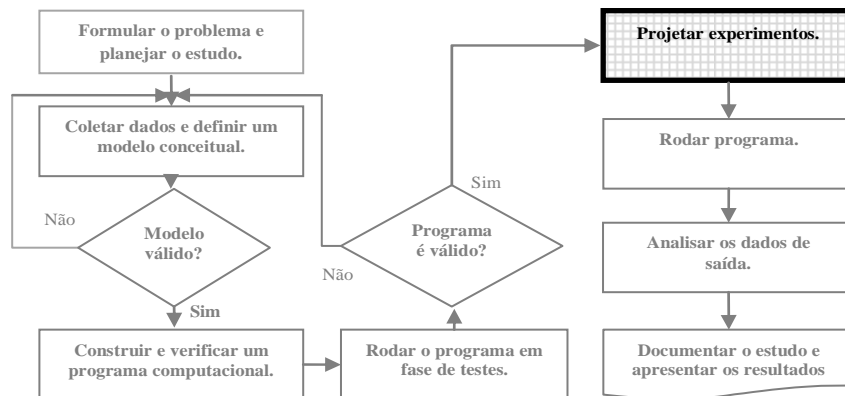 Formular o problema e
planejar o estudo.
Coletar dados e definir um
modelo conceitual.
Não
Modelo
válido?
Sim
Construir e verificar um
programa computacional.
Rodar o programa em
fase de testes.
Programa
é válido?
Não
Sim
Projetar experimentos.
Rodar programa.
Analisar os dados de
saída.
Documentar o estudo e
apresentar os resultados